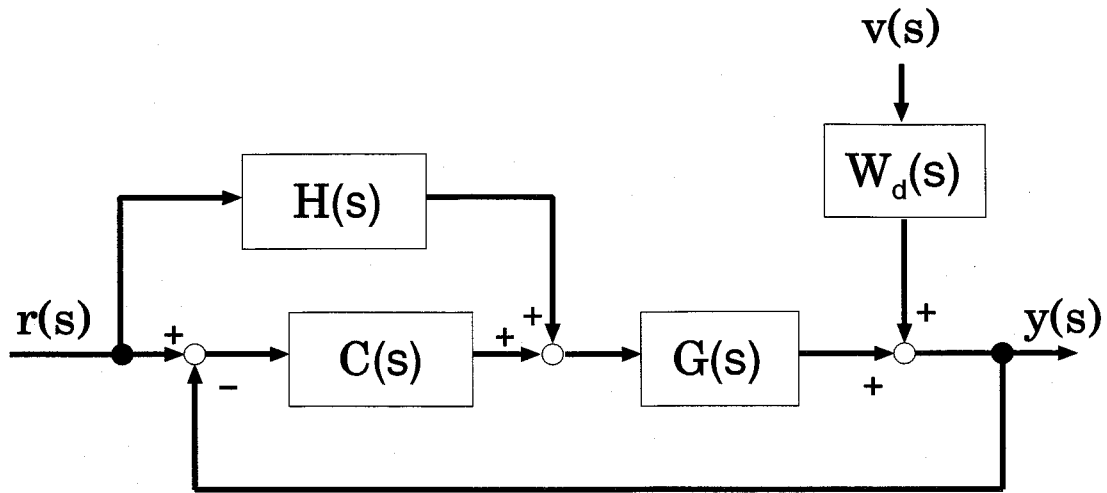 v(s)
W_d(s)
H(s)
r(s)
+
-
C(s)
+
+
G(s)
+
+
y(s)